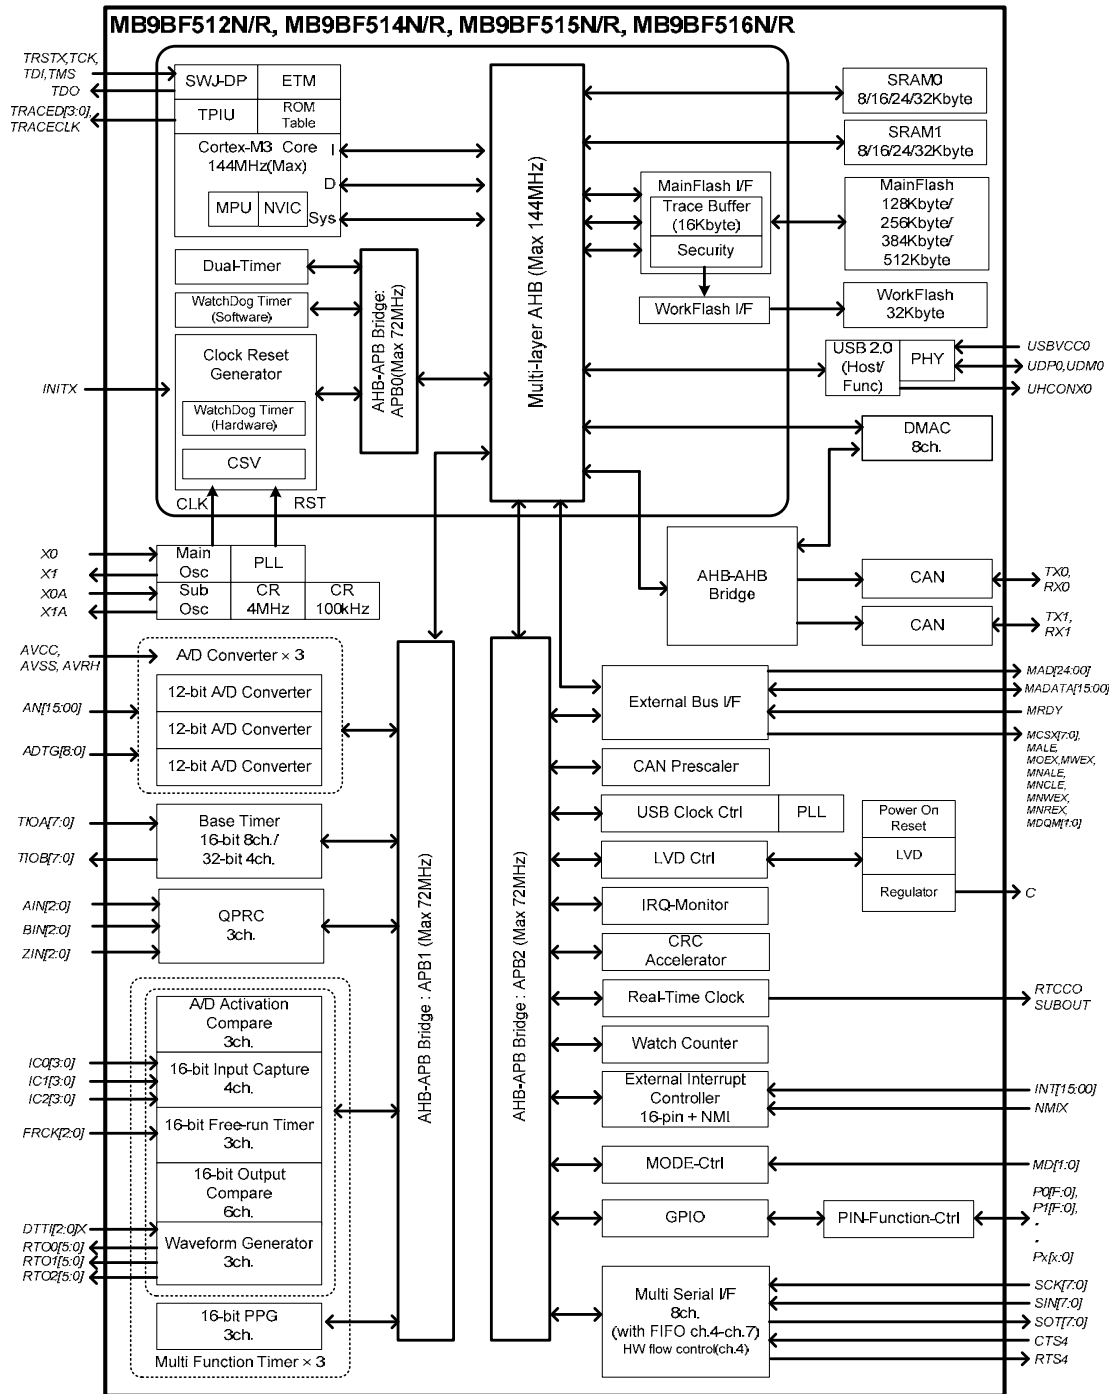 MB9BF512N/R, MB9BF514N/R, MB9BF515N/R, MB9BF516N/R
TRSTX,TCK,
TDI,TMS
TDO
TRACED[3:0],
TRACECLK
SWJ-DP
ETM
TPIU
ROM
Table
Cortex-M3 Core
144MHz(Max)
I
D
Sys
MPU
NVIC
Dual-Timer
WatchDog Timer
(Software)
Clock Reset
Generator
WatchDog Timer
(Hardware)
CSV
INITX
CLK
RST
AHB-APB Bridge:
APB0(Max 72MHz)
Multi-layer AHB (Max 144MHz)
SRAM0
8/16/24/32Kbyte
SRAM1
8/16/24/32Kbyte
MainFlash I/F
Trace Buffer
(16Kbyte)
Security
MainFlash
128Kbyte/
256Kbyte/
384Kbyte/
512Kbyte
WorkFlash I/F
WorkFlash
32Kbyte
USB 2.0
(Host/
Func)
PHY
USBVCC0
UDP0,UDM0
UHCONX0
DMAC
8ch.
X0
X1
X0A
X1A
Main
Osc
PLL
Sub
Osc
CR
4MHz
CR
100kHz
AHB-AHB
Bridge
CAN
TX0,
RX0
CAN
TX1,
RX1
AVCC,
AVSS, AVRH
AN[15:00]
ADTG[8:0]
A/D Converter × 3
12-bit A/D Converter
12-bit A/D Converter
12-bit A/D Converter
TIOA[7:0]
TIOB[7:0]
Base Timer
16-bit 8ch./
32-bit 4ch.
AIN[2:0]
BIN[2:0]
ZIN[2:0]
QPRC
3ch.
A/D Activation
Compare
3ch.
IC0[3:0]
IC1[3:0]
IC2[3:0]
16-bit Input Capture
4ch.
FRCK[2:0]
16-bit Free-run Timer
3ch.
16-bit Output
Compare
6ch.
DTTI[2:0]X
RTO0[5:0]
RTO1[5:0]
RTO2[5:0]
Waveform Generator
3ch.
16-bit PPG
3ch.
Multi Function Timer × 3
AHB-APB Bridge : APB1 (Max 72MHz)
AHB-APB Bridge : APB2 (Max 72MHz)
External Bus I/F
MAD[24:00]
MADATA[15:00]
MRDY
MCSX[7:0],
MALE,
MOEX,MWEX,
MNALE,
MNCLE,
MNWEX,
MNREX,
MDQM[1:0]
CAN Prescaler
USB Clock Ctrl
PLL
Power On
Reset
LVD Ctrl
LVD
Regulator
C
IRQ-Monitor
CRC
Accelerator
Real-Time Clock
RTCCO
SUBOUT
Watch Counter
External Interrupt
Controller
16-pin + NMI
INT[15:00]
NMIX
MODE-Ctrl
MD[1:0]
GPIO
PIN-Function-Ctrl
P0[F:0],
P1[F:0],
.
.
Px[x:0]
Multi Serial I/F
8ch.
(with FIFO ch.4-ch.7)
HW flow control(ch.4)
SCK[7:0]
SIN[7:0]
SOT[7:0]
CTS4
RTS4